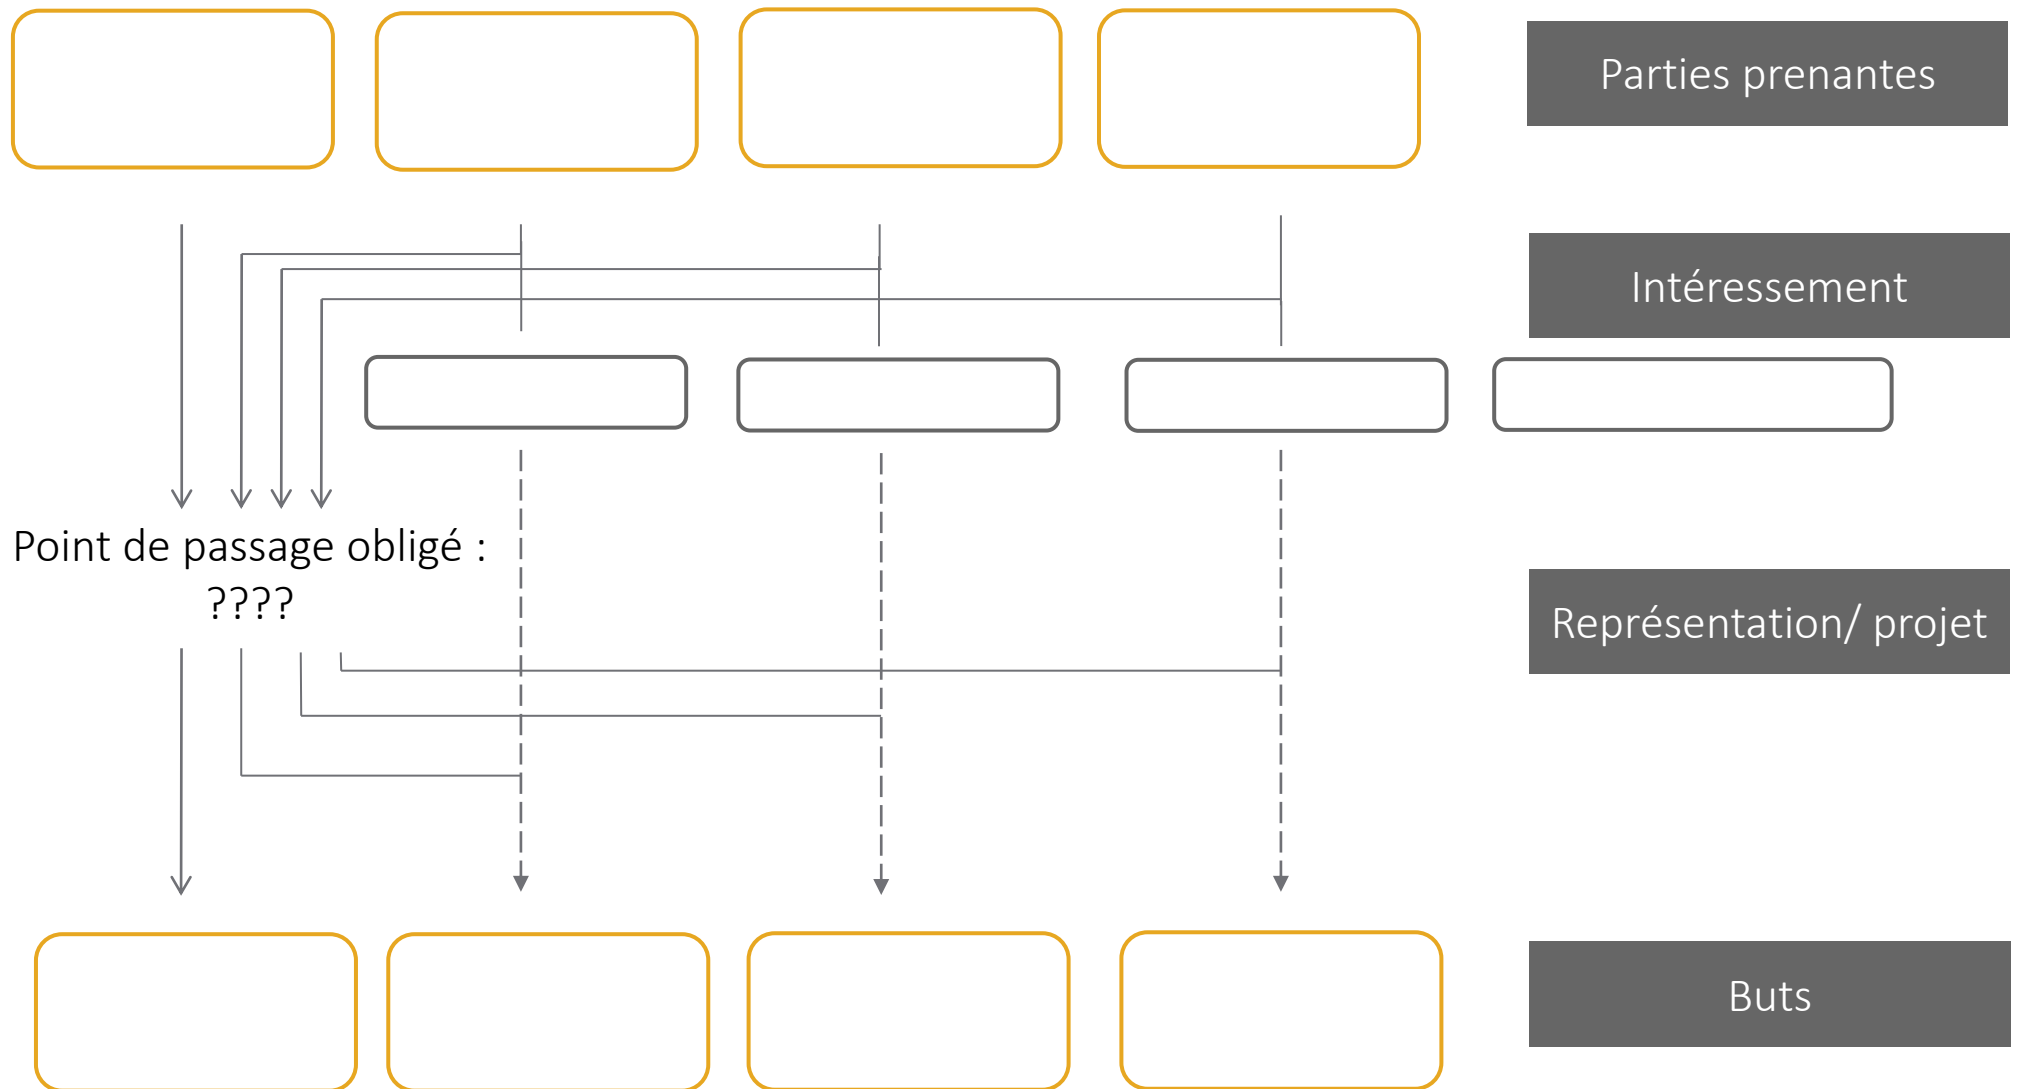 Parties prenantes
Intéressement
Point de passage obligé :
????
Représentation/ projet
Buts